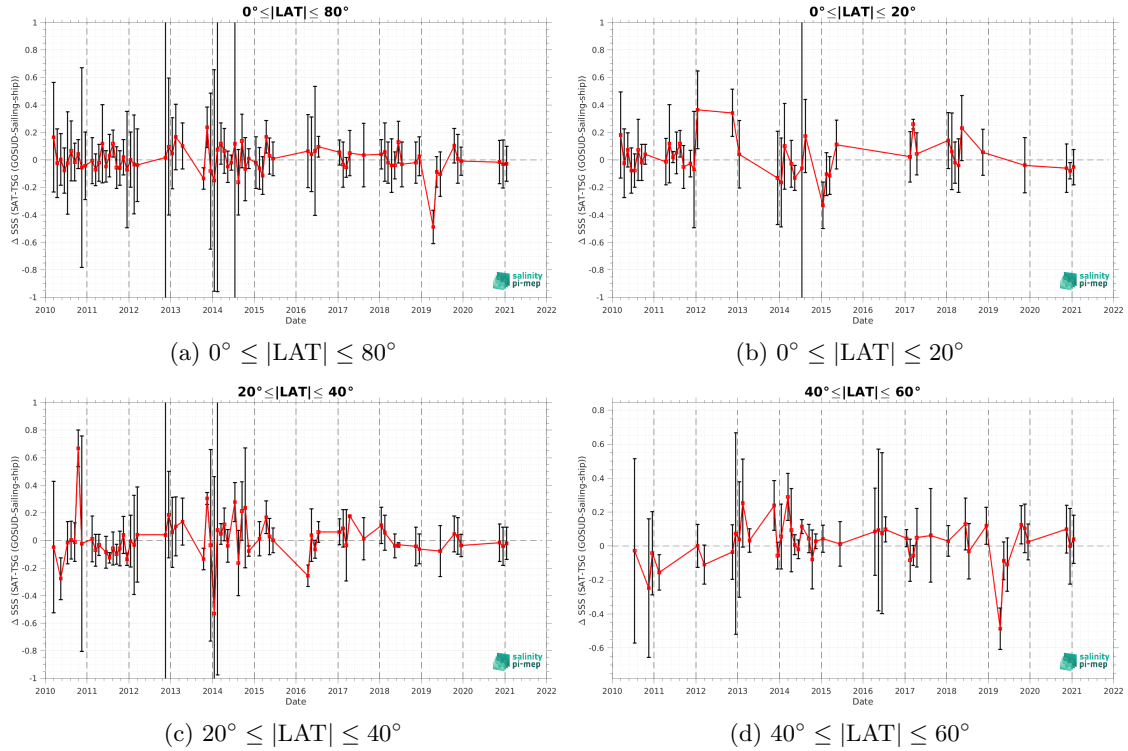 0°≤|LAT|≤ 80°
Δ SSS (SAT-TSG (GOSUD-Sailing-ship))
1
0.8
0.6
0.4
0.2
0
-0.2
-0.4
-0.6
-0.8
-1
2010 2011 2012 2013 2014 2015 2016 2017 2018 2019 2020 2021 2022
Date
salinity
pi-mep
(a) 0° ≤ |LAT| ≤ 80°
0°≤|LAT|≤ 20°
Δ SSS (SAT-TSG (GOSUD-Sailing-ship))
1
0.8
0.6
0.4
0.2
0
-0.2
-0.4
-0.6
-0.8
-1
2010 2011 2012 2013 2014 2015 2016 2017 2018 2019 2020 2021 2022
Date
salinity
pi-mep
(b) 0° ≤ |LAT| ≤ 20°
20°≤|LAT|≤ 40°
Δ SSS (SAT-TSG (GOSUD-Sailing-ship))
1
0.8
0.6
0.4
0.2
0
-0.2
-0.4
-0.6
-0.8
-1
2010 2011 2012 2013 2014 2015 2016 2017 2018 2019 2020 2021 2022
Date
salinity
pi-mep
(c) 20° ≤ |LAT| ≤ 40°
40°≤|LAT|≤ 60°
Δ SSS (SAT-TSG (GOSUD-Sailing-ship))
0.8
0.6
0.4
0.2
0
-0.2
-0.4
-0.6
2010 2011 2012 2013 2014 2015 2016 2017 2018 2019 2020 2021 2022
Date
salinity
pi-mep
(d) 40° ≤ |LAT| ≤ 60°